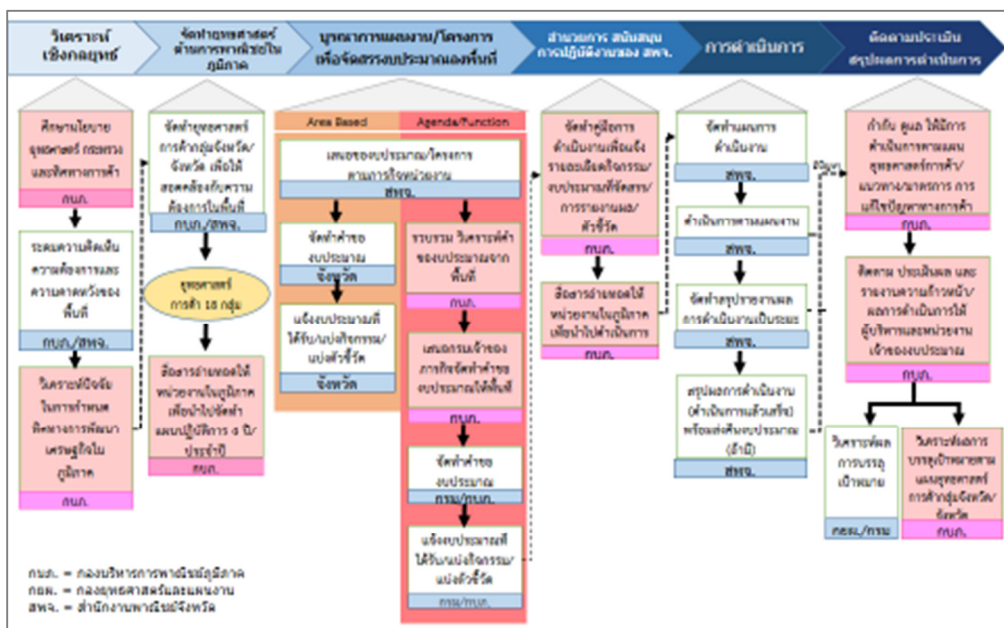 วิเคราะห์
เชิงกลยุทธ์
จัดทำยุทธศาสตร์
ด้านการพาณิชย์ใน
ภูมิภาค
บูรณาการแผนงาน/โครงการ
เพื่อจัดสรรงบประมาณลงพื้นที่
อำนวยการ สนับสนุน
การปฏิบัติงานของ สพจ.
การดำเนินการ
ติดตามประเมิน
สรุปผลการดำเนินการ
ศึกษานโยบาย
ยุทธศาสตร์ กระทรวง
และทิศทางการค้า
กบภ.
ระดมความคิดเห็น
ความต้องการและ
ความคาดหวังของ
พื้นที่
กบภ./สพจ.
วิเคราะห์ปัจจัย
ในการกำหนด
ทิศทางการพัฒนา
เศรษฐกิจใน
ภูมิภาค
กบภ.
จัดทำยุทธศาสตร์
การค้ากลุ่มจังหวัด/
จังหวัด เพื่อให้
สอดคล้องกับความ
ต้องการในพื้นที่
กบภ./สพจ.
ยุทธศาสตร์
การค้า 18 กลุ่ม
สื่อสารถ่ายทอดให้
หน่วยงานในภูมิภาค
เพื่อนำไปจัดทำ
แผนปฏิบัติการ 4 ปี/
ประจำปี
กบภ.
Area Based
Agenda/Function
เสนอของบประมาณ/โครงการ
ตามภารกิจหน่วยงาน
สพจ.
จัดทำคำขอ
งบประมาณ
จังหวัด
แจ้งงบประมาณที่
ได้รับ/แบ่งกิจกรรม/
แบ่งตัวชี้วัด
จังหวัด
รวบรวม วิเคราะห์คำ
ของบประมาณจาก
พื้นที่
กบภ.
เสนอกรมเจ้าของ
ภารกิจจัดทำคำขอ
งบประมาณให้พื้นที่
กบภ.
จัดทำคำขอ
งบประมาณ
กรม/กบภ.
แจ้งงบประมาณที่
ได้รับ/แบ่งกิจกรรม/
แบ่งตัวชี้วัด
กรม/กบภ.
จัดทำคู่มือการ
ดำเนินงานเพื่อแจ้ง
รายละเอียดกิจกรรม/
งบประมาณที่จัดสรร/
การรายงานผล/
ตัวชี้วัด
กบภ.
สื่อสารถ่ายทอดให้
หน่วยงานในภูมิภาค
เพื่อนำไปดำเนินการ
กบภ.
จัดทำแผนการ
ดำเนินงาน
สพจ.
ดำเนินการตามแผนงาน
สพจ.
จัดทำสรุปรายงานผล
การดำเนินงานเป็นระยะ
สพจ.
สรุปผลการดำเนินงาน
(ดำเนินการแล้วเสร็จ)
พร้อมส่งคืนงบประมาณ
(ถ้ามี)
สพจ.
ปัญหา
กำกับ ดูแล ให้มีการ
ดำเนินการตามแผน
ยุทธศาสตร์การค้า/
แนวทาง/มาตรการ การ
แก้ไขปัญหาทางการค้า
กบภ.
ติดตาม ประเมินผล และ
รายงานความก้าวหน้า/
ผลการดำเนินการให้
ผู้บริหารและหน่วยงาน
เจ้าของงบประมาณ
กบภ.
วิเคราะห์ผล
การบรรลุ
เป้าหมาย
กยผ./กรม
วิเคราะห์ผลการ
บรรลุเป้าหมายตาม
แผนยุทธศาสตร์
การค้ากลุ่มจังหวัด/
จังหวัด
กบภ.
กบภ. = กองบริหารการพาณิชย์ภูมิภาค
กยผ. = กองยุทธศาสตร์และแผนงาน
สพจ. = สำนักงานพาณิชย์จังหวัด